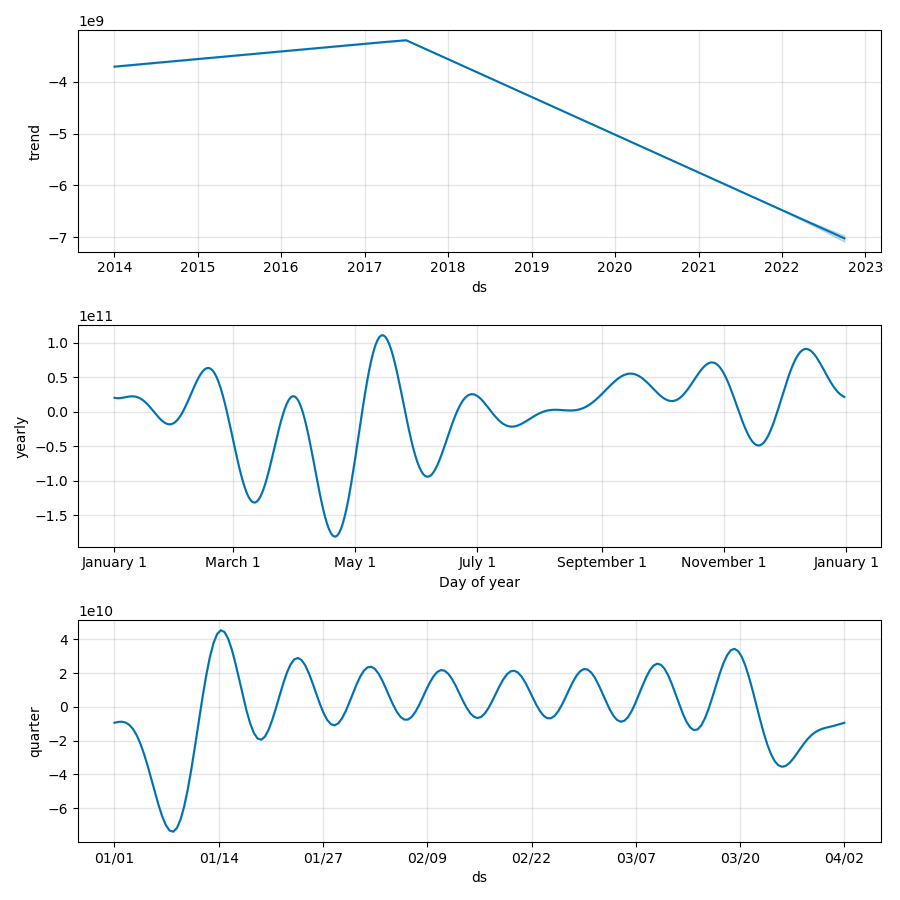 1e9
trend
−4
−5
−6
−7
2014 2015 2016 2017 2018 2019 2020 2021 2022 2023
ds
1e11
yearly
1.0
0.5
0.0
−0.5
−1.0
−1.5
January 1 March 1 May 1 July 1 September 1 November 1 January 1
Day of year
1e10
quarter
4
2
0
−2
−4
−6
01/01 01/14 01/27 02/09 02/22 03/07 03/20 04/02
ds